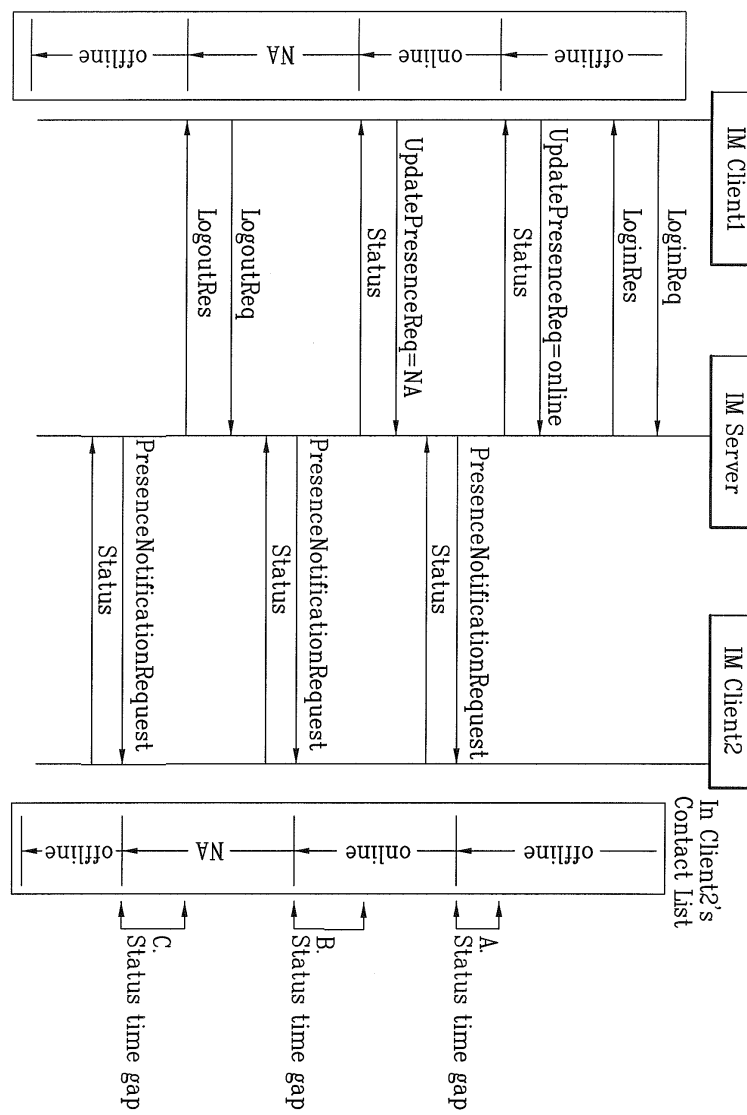 IM Client1
IM Server
IM Client2
In Client2's
Contact List
offline
online
NA
offline
LoginReq
LoginRes
UpdatePresenceReq=online
Status
PresenceNotificationRequest
Status
UpdatePresenceReq=NA
Status
PresenceNotificationRequest
Status
LogoutReq
LogoutRes
PresenceNotificationRequest
Status
offline
online
NA
offline
A.
Status time gap
B.
Status time gap
C.
Status time gap